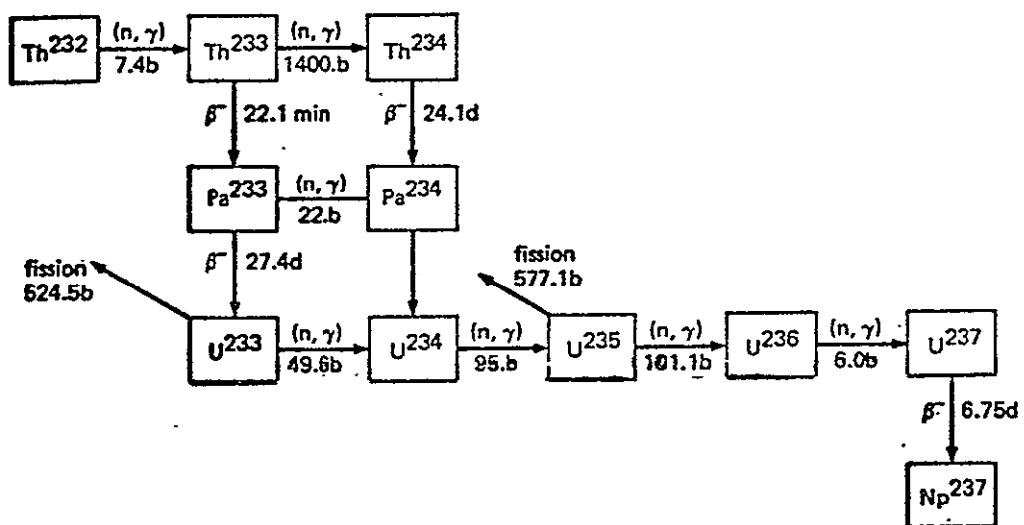 Th232 (n, γ) 7.4b Th233 (n, γ) 1400.b Th234
β⁻ 22.1 min β⁻ 24.1d
Pa233 (n, γ) 22.b Pa234
β⁻ 27.4d
fission 524.5b
fission 577.1b
U233 (n, γ) 49.6b U234 (n, γ) 95.b U235 (n, γ) 101.1b U236 (n, γ) 6.0b U237
β⁻ 6.75d
Np237